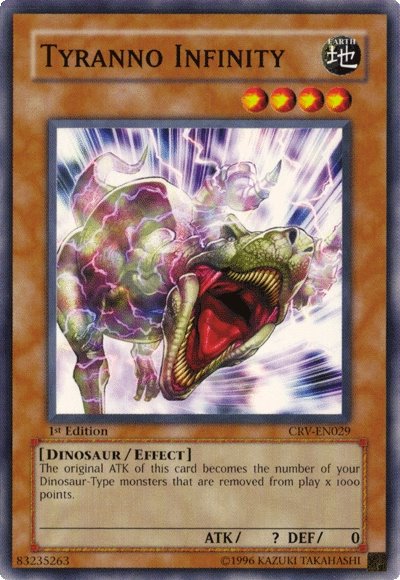 TYRANNO INFINITY
EARTH
地
1st Edition
CRV-EN029
[DINOSAUR / EFFECT]
The original ATK of this card becomes the number of your
Dinosaur-Type monsters that are removed from play x 1000
points.
ATK / ? DEF / 0
83235263
©1996 KAZUKI TAKAHASHI